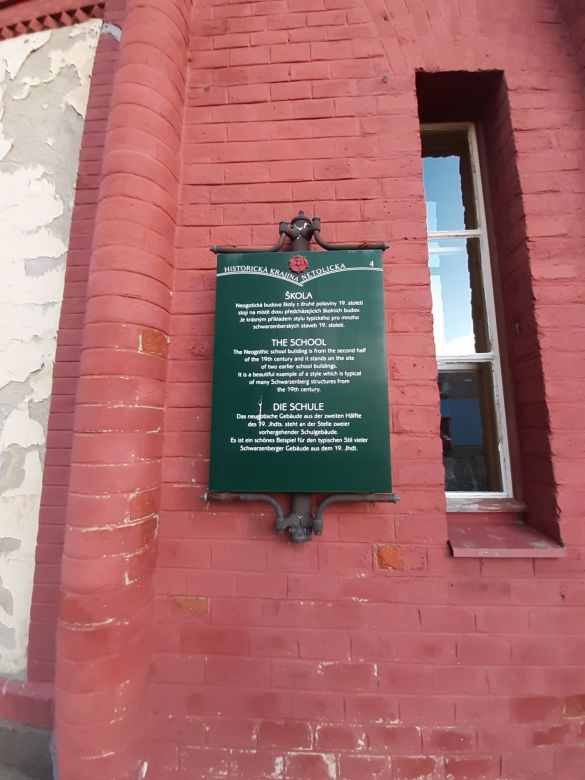 HISTORICKÁ KRAJINA NETOLICKA
4
ŠKOLA
Neogotická budova školy z druhé poloviny 19. století
stojí na místě dvou předcházejících školních budov.
Je krásným příkladem stylu typického pro mnoho
schwarzenberských staveb 19. století.
THE SCHOOL
The Neogothic school building is from the second half
of the 19th century and it stands on the site
of two earlier school buildings.
It is a beautiful example of a style which is typical
of many Schwarzenberg structures from
the 19th century.
DIE SCHULE
Das neugotische Gebäude aus der zweiten Hälfte
des 19. Jhdts. steht an der Stelle zweier
vorhergehender Schulgebäude.
Es ist ein schönes Beispiel für den typischen Stil vieler
Schwarzenberger Gebäude aus dem 19. Jhdt.